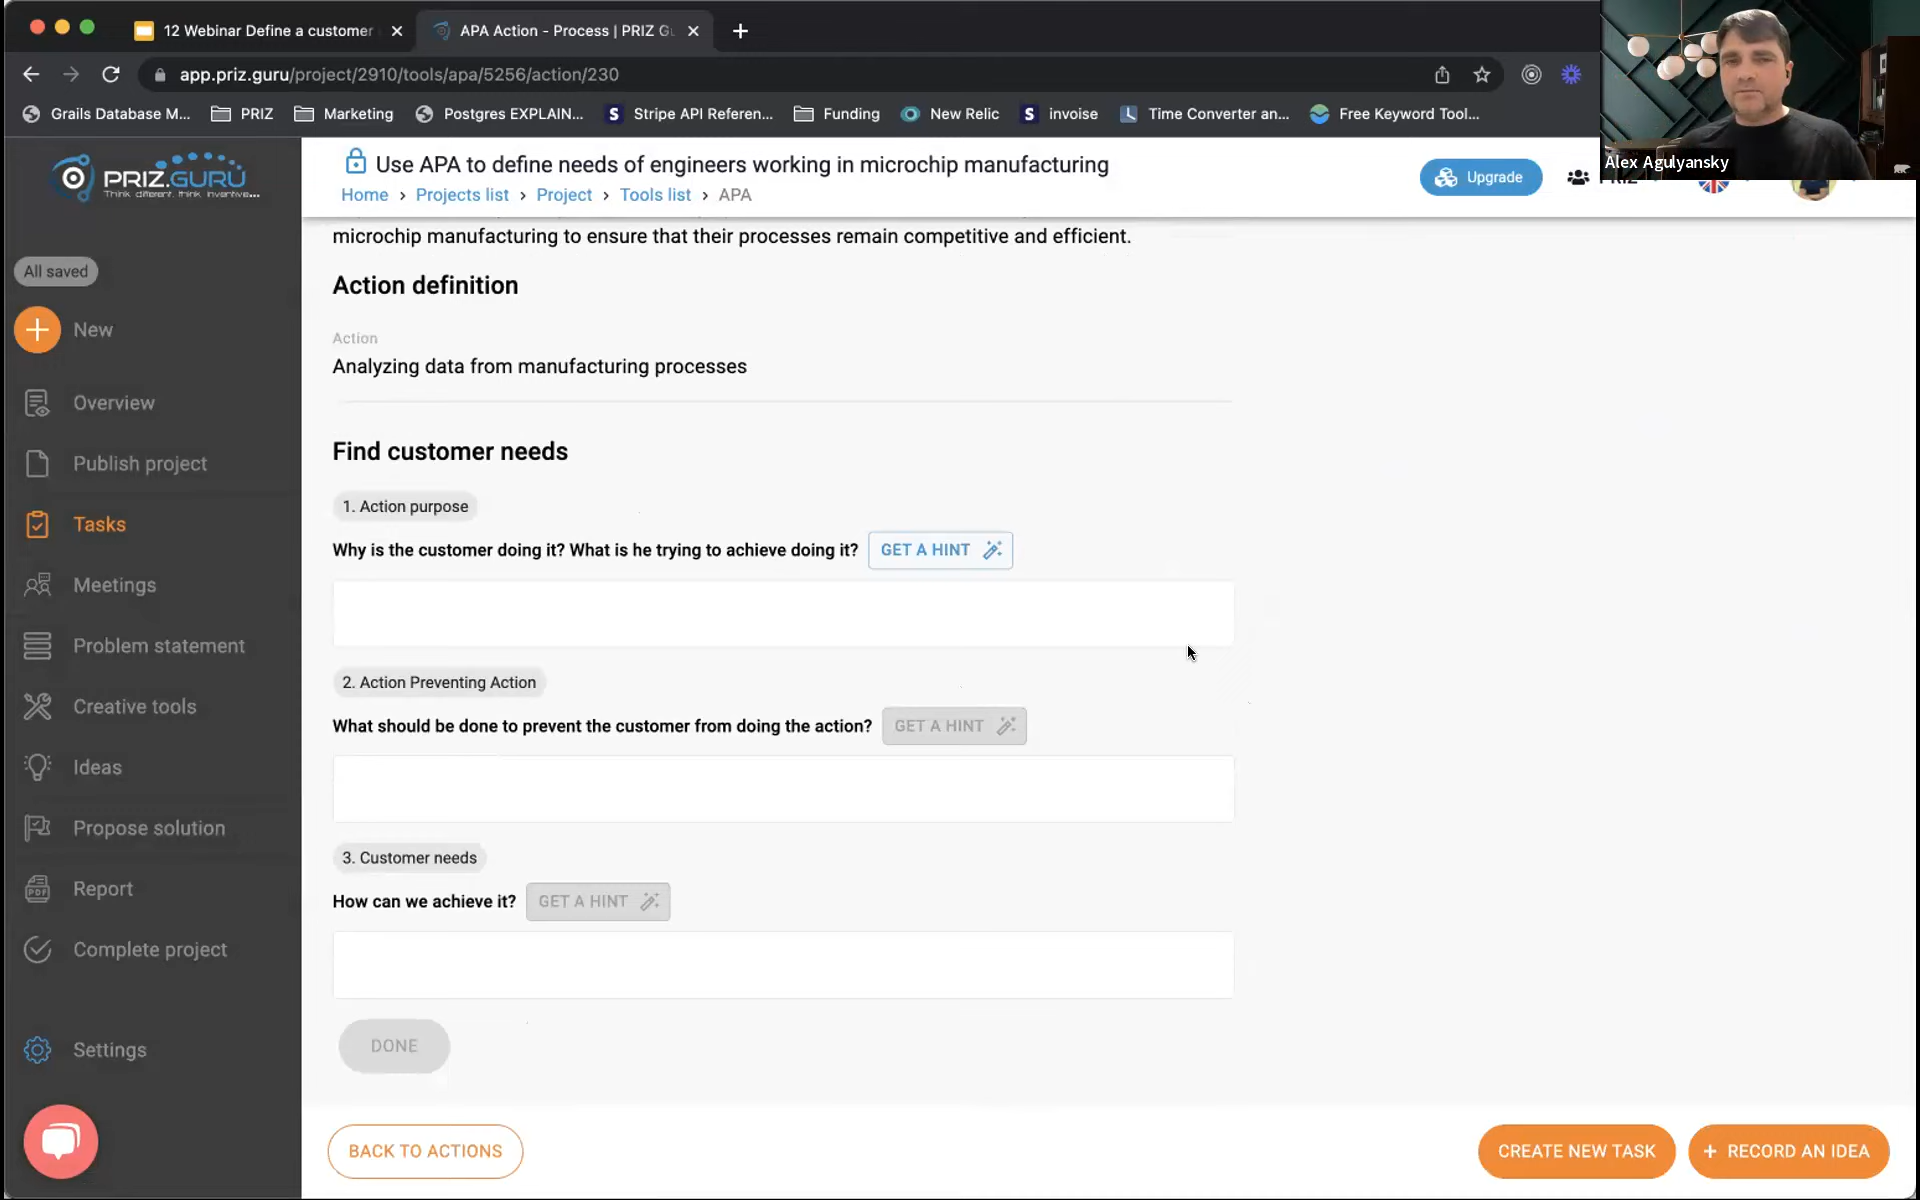 12 Webinar Define a customer
APA Action - Process | PRIZ G
app.priz.guru/project/2910/tools/apa/5256/action/230
Grails Database M...
PRIZ
Marketing
Postgres EXPLAIN...
Stripe API Referen...
Funding
New Relic
invoise
Time Converter an...
Free Keyword Tool...
Alex Agulyansky
PRIZ.GURU
Think different, think inventive...
Use APA to define needs of engineers working in microchip manufacturing
Home > Projects list > Project > Tools list > APA
Upgrade
PRIZ
All saved
New
Overview
Publish project
Tasks
Meetings
Problem statement
Creative tools
Ideas
Propose solution
Report
Complete project
Settings
microchip manufacturing to ensure that their processes remain competitive and efficient.
Action definition
Action
Analyzing data from manufacturing processes
Find customer needs
1. Action purpose
Why is the customer doing it? What is he trying to achieve doing it?
GET A HINT
2. Action Preventing Action
What should be done to prevent the customer from doing the action?
GET A HINT
3. Customer needs
How can we achieve it?
GET A HINT
DONE
BACK TO ACTIONS
CREATE NEW TASK
+ RECORD AN IDEA